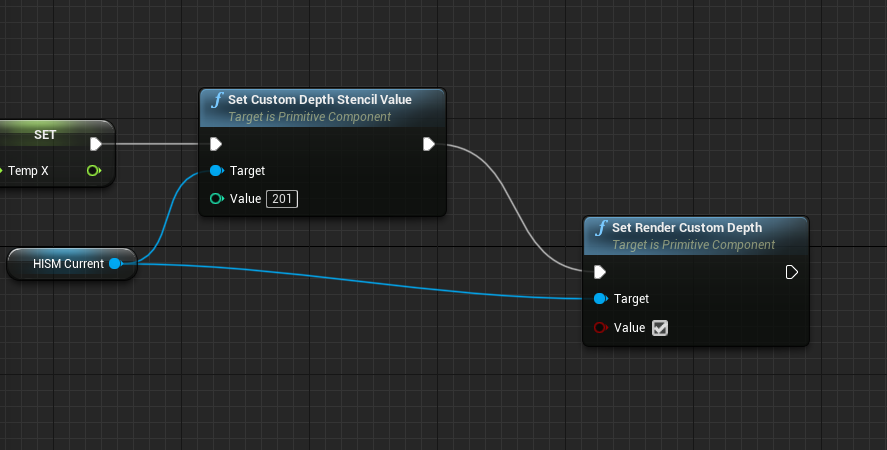 SET
Temp X
HISM Current
Set Custom Depth Stencil Value
Target is Primitive Component
Target
Value 201
Set Render Custom Depth
Target is Primitive Component
Target
Value